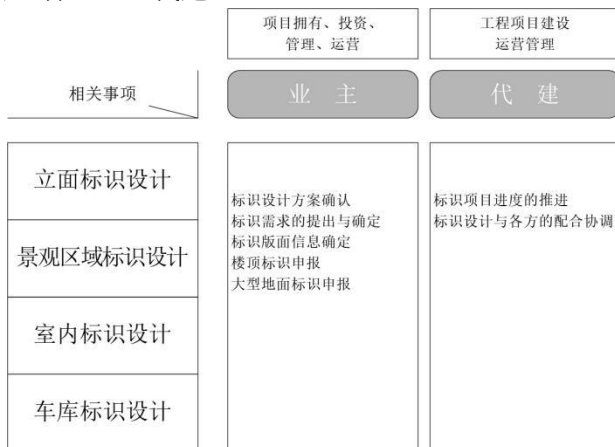 项目拥有、投资、
管理、运营
工程项目建设
运营管理
相关事项
业 主
代 建
立面标识设计
景观区域标识设计
室内标识设计
车库标识设计
标识设计方案确认
标识需求的提出与确定
标识版面信息确定
楼顶标识申报
大型地面标识申报
标识项目进度的推进
标识设计与各方的配合协调